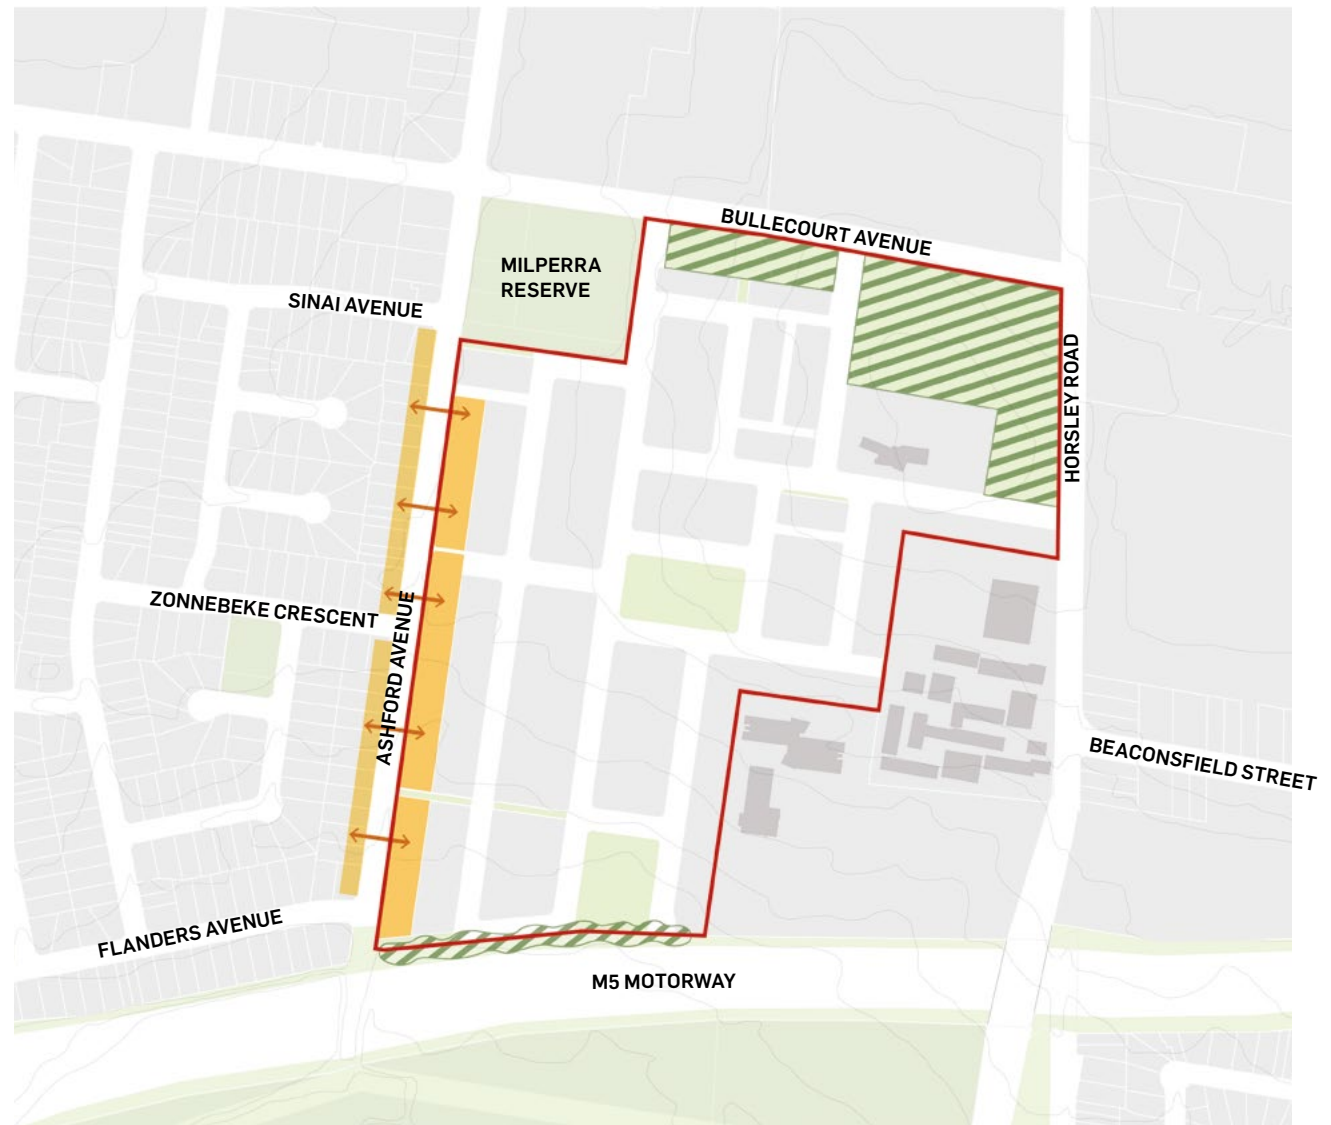 BULLECOURT AVENUE
MILPERRA
RESERVE
SINAI AVENUE
HORSLEY ROAD
ZONNEBEKE CRESCENT
ASHFORD AVENUE
BEACONSFIELD STREET
FLANDERS AVENUE
M5 MOTORWAY